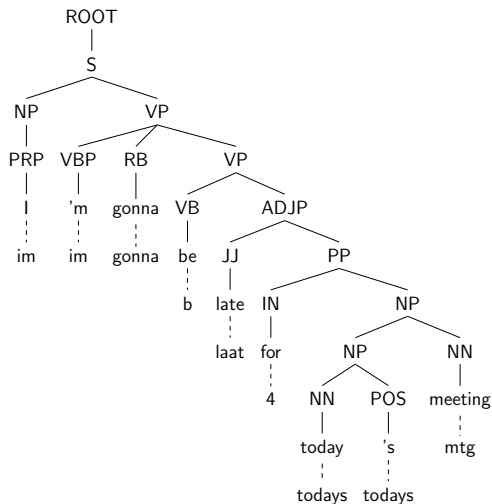 ROOT
S
NP VP
PRP VBP RB VP
I 'm gonna VB ADJP
im im gonna be JJ PP
b late IN NP
laat for NP NN
4 NN POS meeting
today 's mtg
todays todays